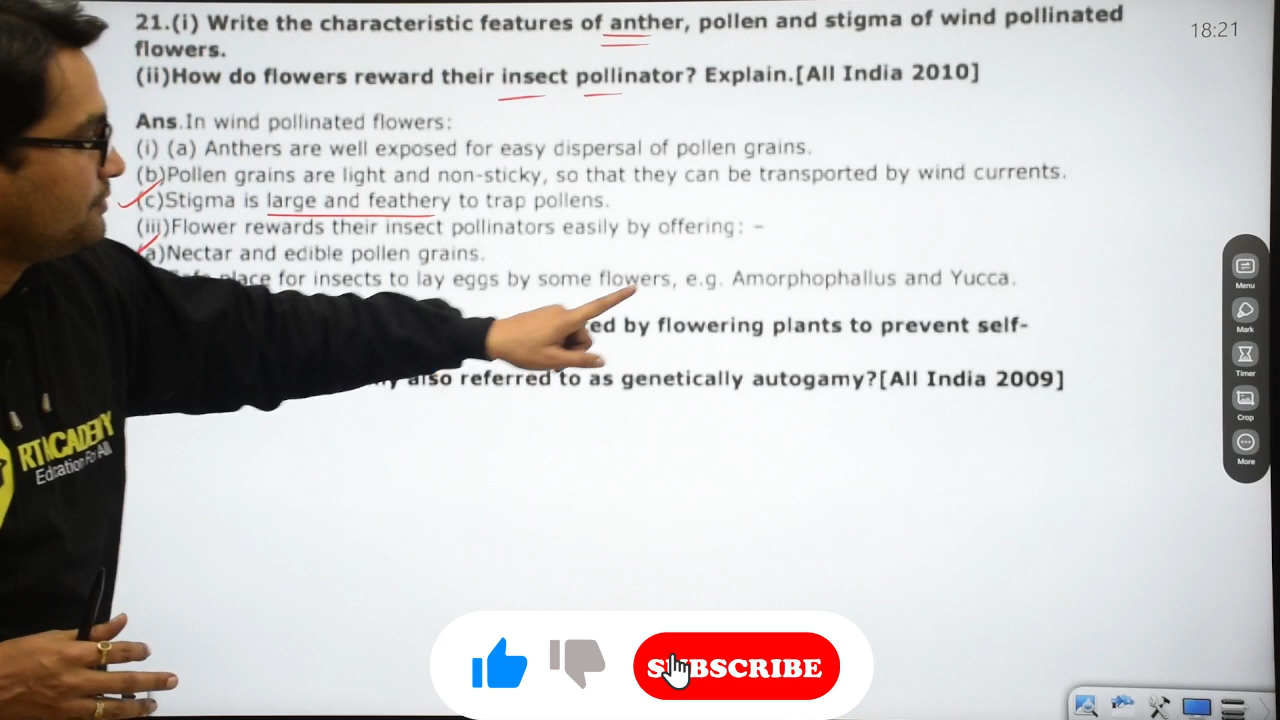 21.(i) Write the characteristic features of anther, pollen and stigma of wind pollinated
flowers.
(ii)How do flowers reward their insect pollinator? Explain.[All India 2010]
18:21
Ans.In wind pollinated flowers:
(i) (a) Anthers are well exposed for easy dispersal of pollen grains.
(b)Pollen grains are light and non-sticky, so that they can be transported by wind currents.
(c)Stigma is large and feathery to trap pollens.
(iii)Flower rewards their insect pollinators easily by offering: –
a)Nectar and edible pollen grains.
place for insects to lay eggs by some flowers, e.g. Amorphophallus and Yucca.
ed by flowering plants to prevent self-
also referred to as genetically autogamy?[All India 2009]
Menu
Mark
Timer
Crop
More
ACADEMY
Education For All
SUBSCRIBE